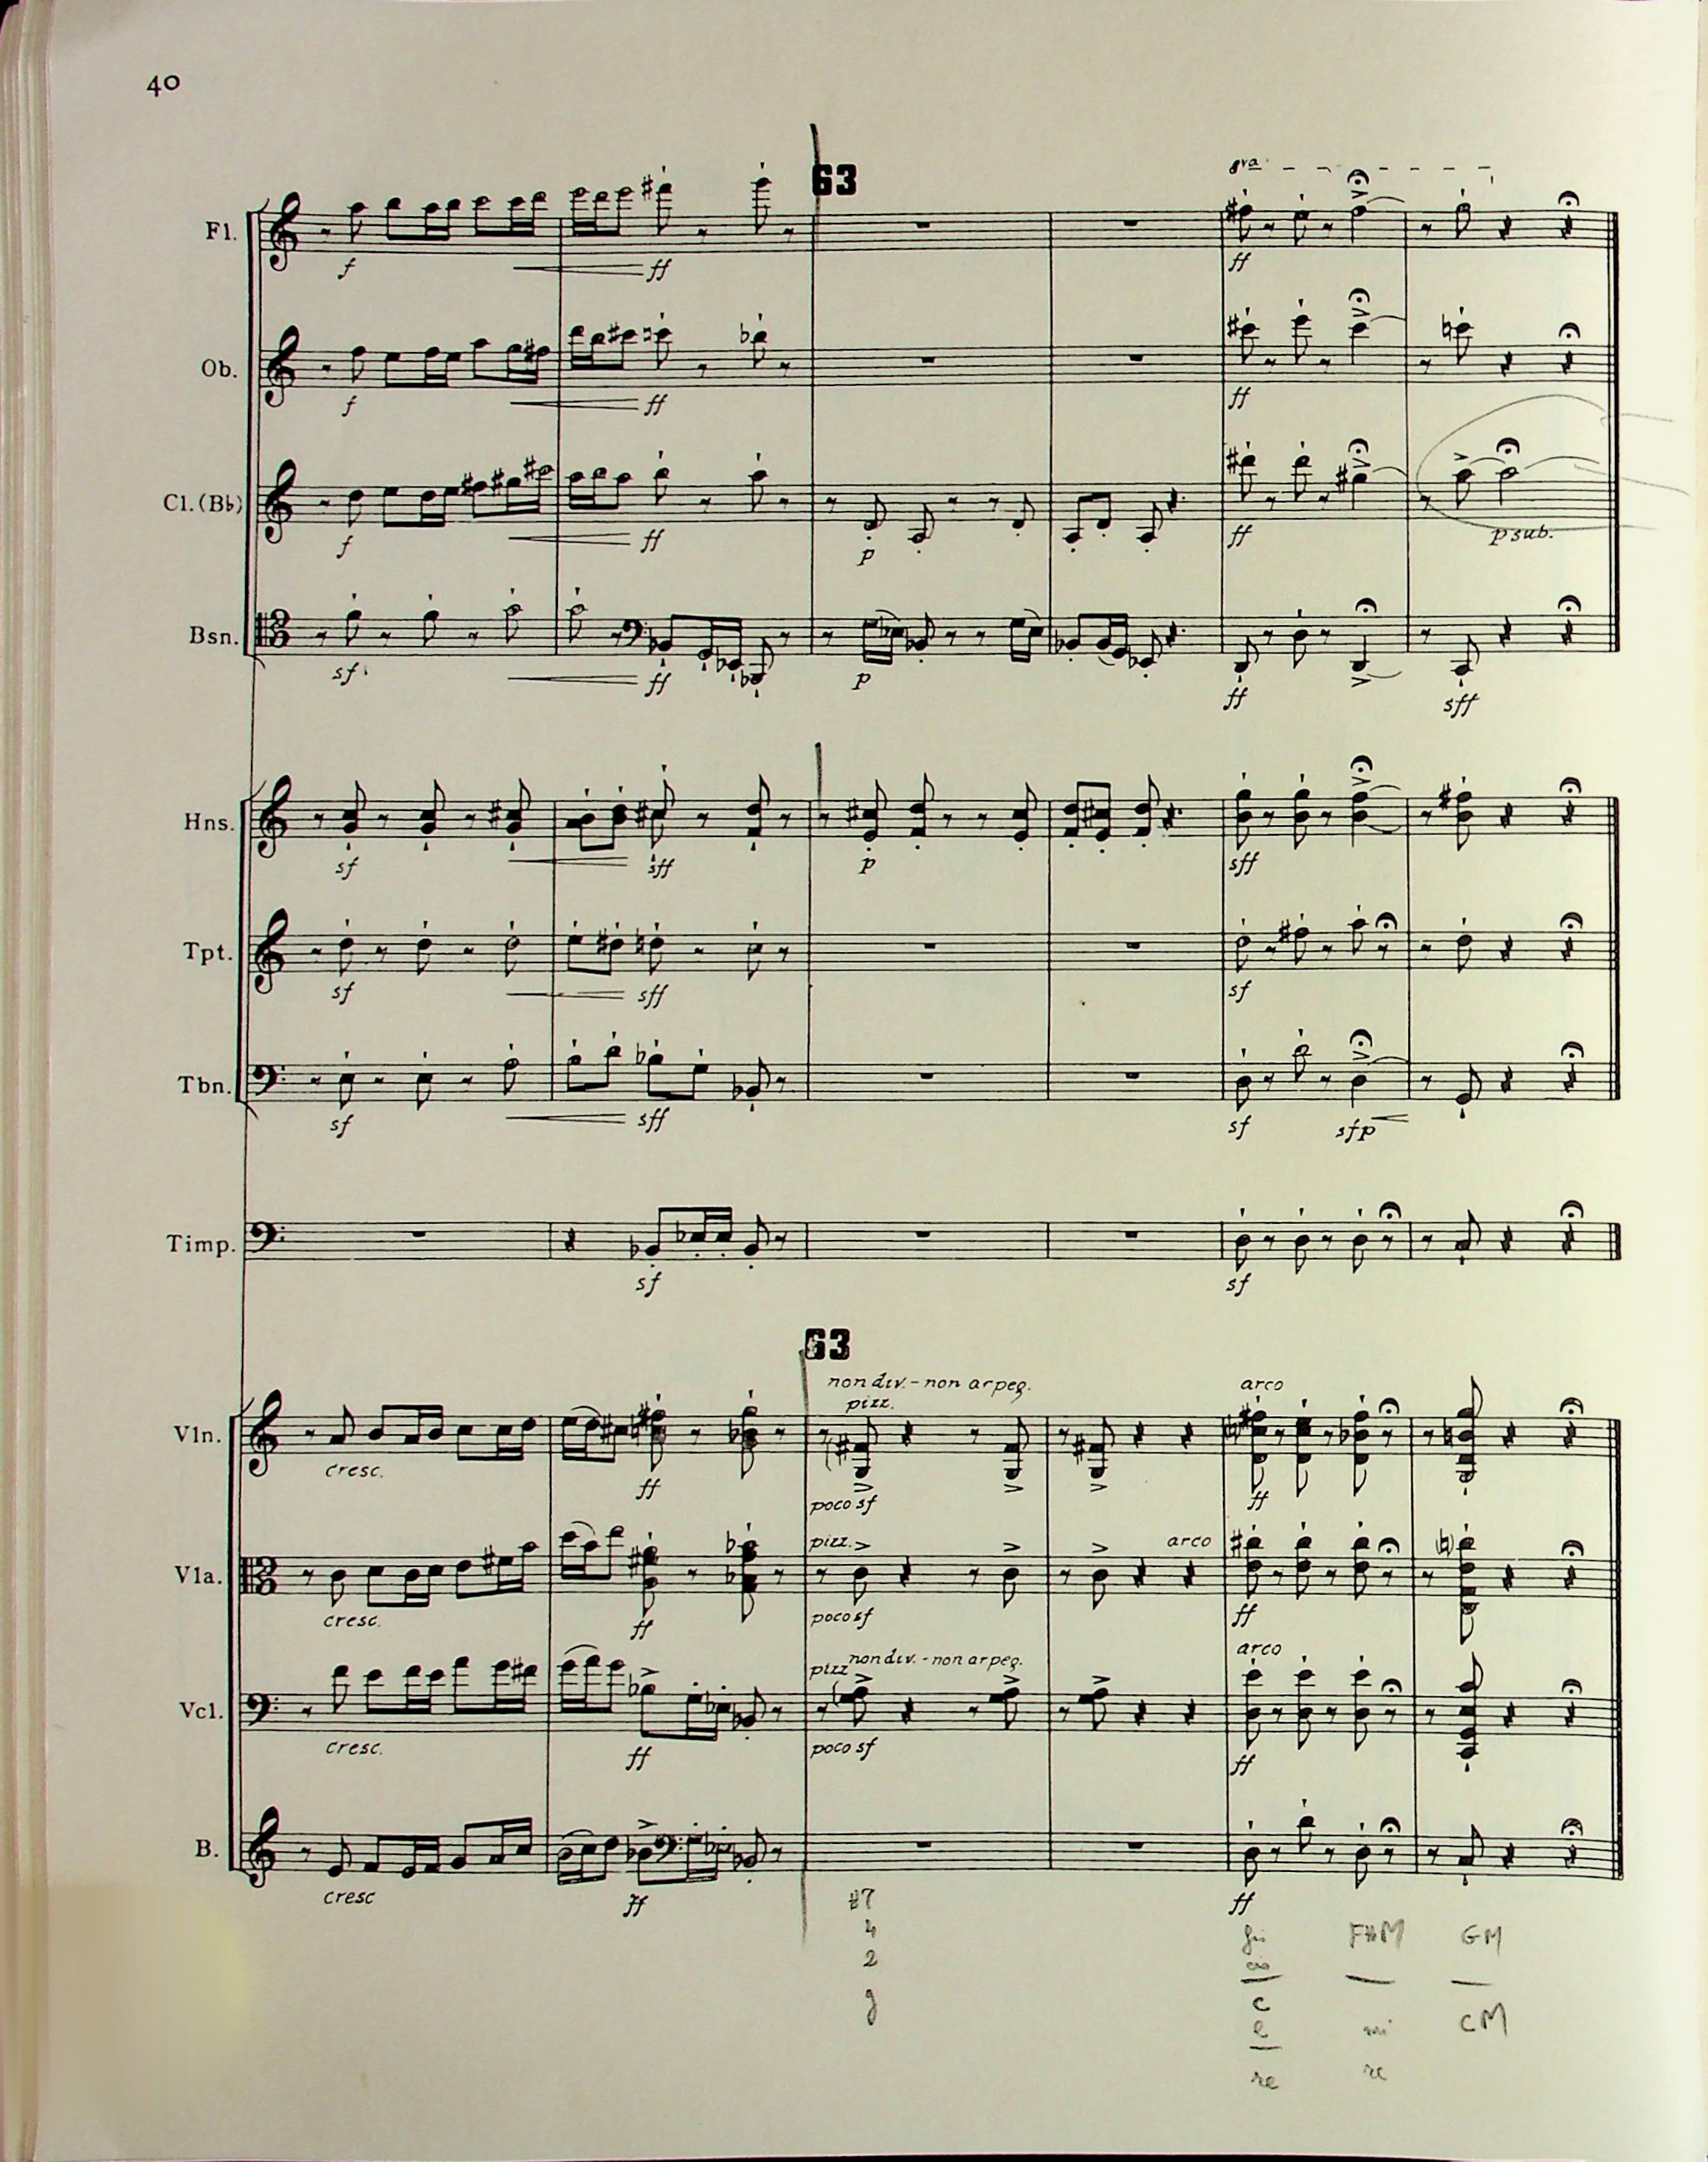 40
63
8va
Fl.
f
ff
ff
Ob.
f
ff
ff
Cl.(Bb)
f
ff
p
ff
p sub.
Bsn.
sf
ff
p
ff
sff
Hns.
sf
sff
p
sff
Tpt.
sf
sff
sf
Tbn.
sf
sff
sf
sfp
Timp.
sf
sf
63
non div.- non arpeg.
pizz.
arco
Vln.
cresc.
ff
poco sf
ff
pizz.
arco
Vla.
cresc.
ff
poco sf
ff
pizz non div. - non arpeg.
arco
Vcl.
cresc.
ff
poco sf
ff
B.
cresc
ff
ff
#7
4
2
g
F#M
GM
c
e
re
re
CM